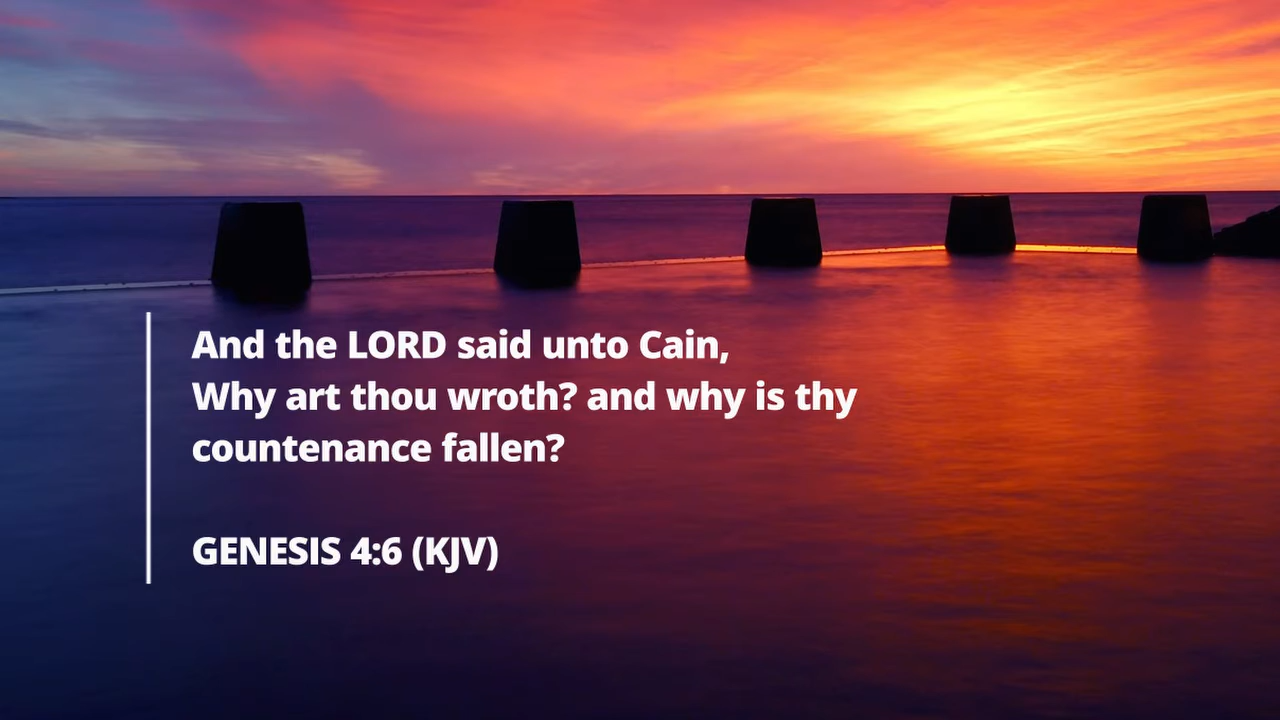 And the LORD said unto Cain,
Why art thou wroth? and why is thy
countenance fallen?
GENESIS 4:6 (KJV)